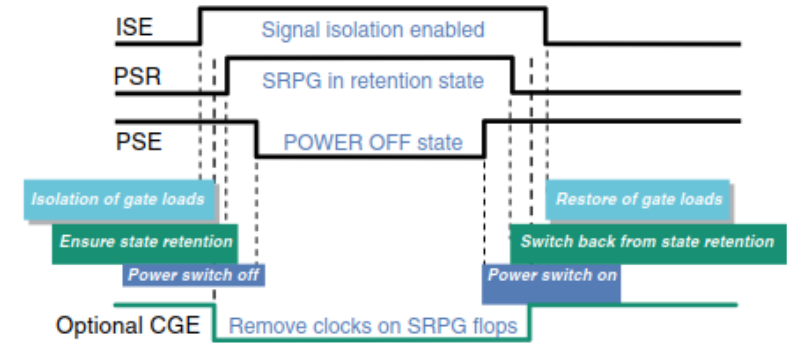 ISE Signal isolation enabled
PSR SRPG in retention state
PSE POWER OFF state
Isolation of gate loads Restore of gate loads
Ensure state retention Switch back from state retention
Power switch off Power switch on
Optional CGE Remove clocks on SRPG flops